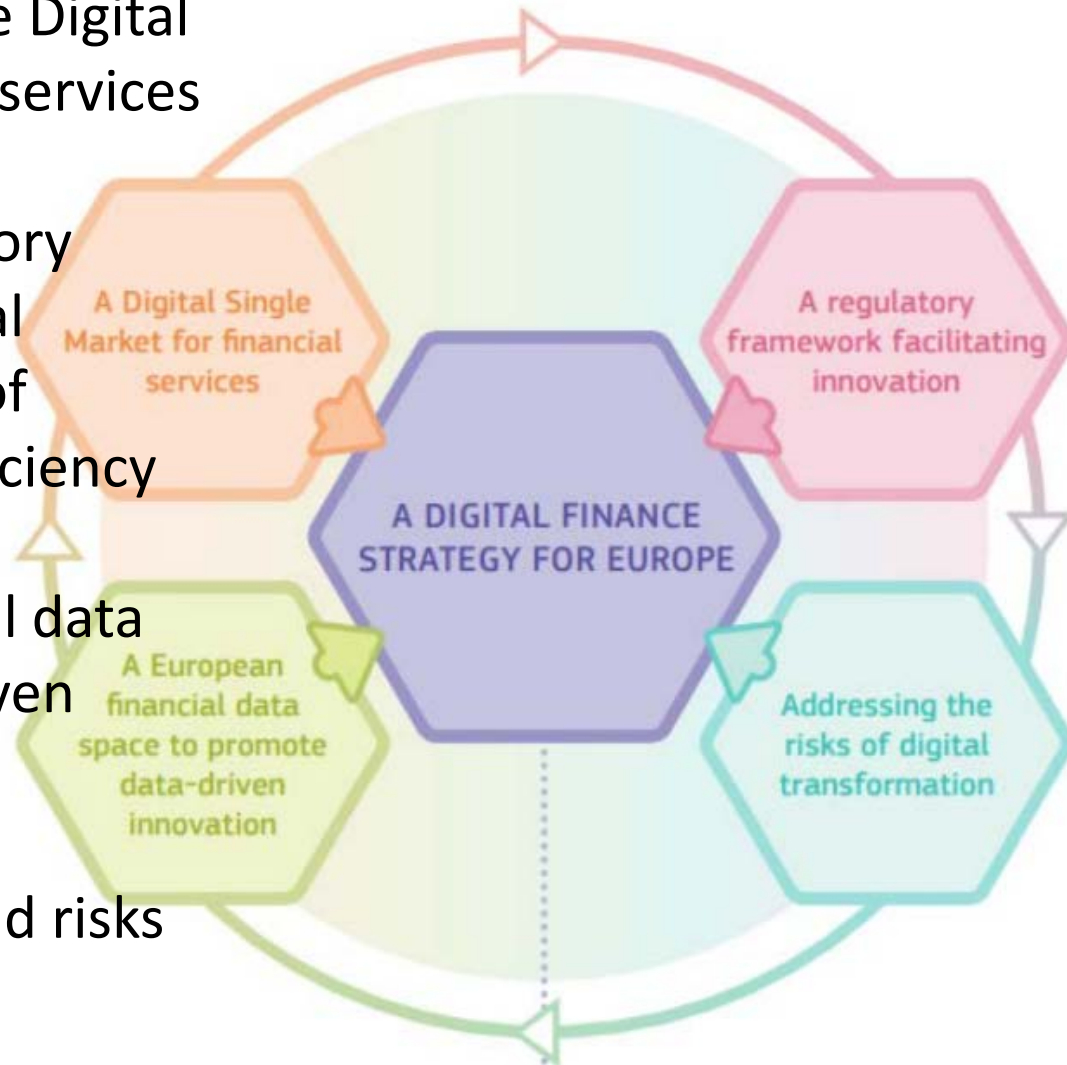 e Digital
services
ory
al
of
ciency
l data
ven
d risks
A Digital Single
Market for financial
services
A regulatory
framework facilitating
innovation
A DIGITAL FINANCE
STRATEGY FOR EUROPE
A European
financial data
space to promote
data-driven
innovation
Addressing the
risks of digital
transformation